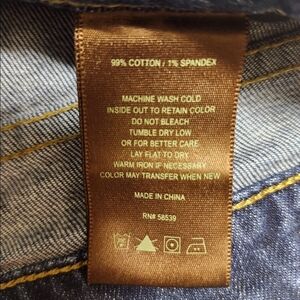 99% COTTON / 1% SPANDEX
MACHINE WASH COLD
INSIDE OUT TO RETAIN COLOR
DO NOT BLEACH
TUMBLE DRY LOW
OR FOR BETTER CARE
LAY FLAT TO DRY
WARM IRON IF NECESSARY
COLOR MAY TRANSFER WHEN NEW
MADE IN CHINA
RN# 58539